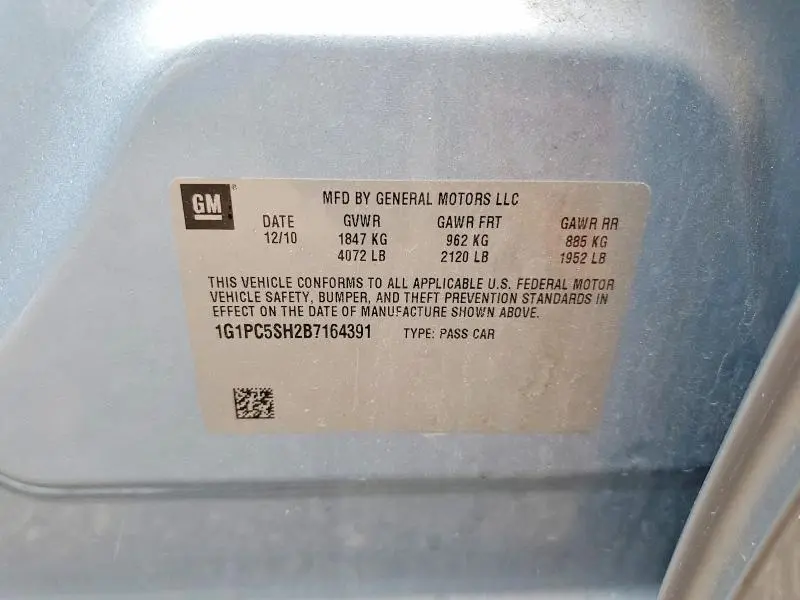 GM
MFD BY GENERAL MOTORS LLC
DATE GVWR GAWR FRT GAWR RR
12/10 1847 KG 962 KG 885 KG
4072 LB 2120 LB 1952 LB
THIS VEHICLE CONFORMS TO ALL APPLICABLE U.S. FEDERAL MOTOR
VEHICLE SAFETY, BUMPER, AND THEFT PREVENTION STANDARDS IN
EFFECT ON THE DATE OF MANUFACTURE SHOWN ABOVE.
1G1PC5SH2B7164391 TYPE: PASS CAR